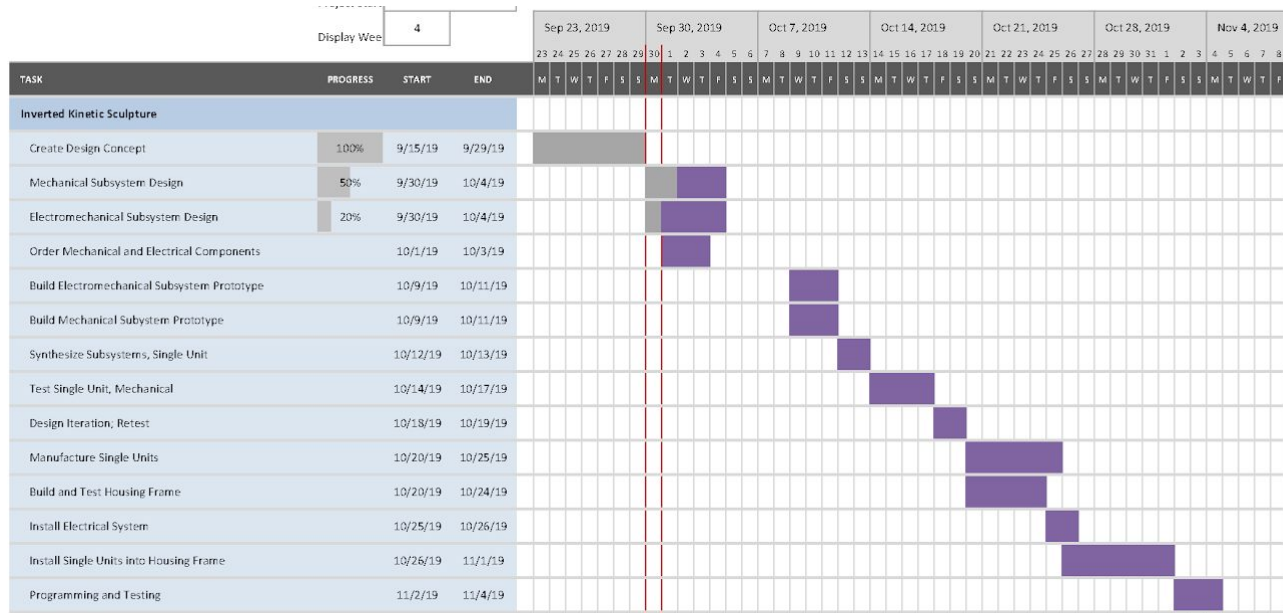 Display Wee 4
Sep 23, 2019 Sep 30, 2019 Oct 7, 2019 Oct 14, 2019 Oct 21, 2019 Oct 28, 2019 Nov 4, 2019
23 24 25 26 27 28 29 30 1 2 3 4 5 6 7 8 9 10 11 12 13 14 15 16 17 18 19 20 21 22 23 24 25 26 27 28 29 30 31 1 2 3 4 5 6 7 8
TASK PROGRESS START END M T W T F S S M T W T F S S M T W T F S S M T W T F S S M T W T F S S M T W T F S S M T W T F
Inverted Kinetic Sculpture
Create Design Concept 100% 9/15/19 9/29/19
Mechanical Subsystem Design 50% 9/30/19 10/4/19
Electromechanical Subsystem Design 20% 9/30/19 10/4/19
Order Mechanical and Electrical Components 10/1/19 10/3/19
Build Electromechanical Subsystem Prototype 10/9/19 10/11/19
Build Mechanical Subystem Prototype 10/9/19 10/11/19
Synthesize Subsystems, Single Unit 10/12/19 10/13/19
Test Single Unit, Mechanical 10/14/19 10/17/19
Design Iteration; Retest 10/18/19 10/19/19
Manufacture Single Units 10/20/19 10/25/19
Build and Test Housing Frame 10/20/19 10/24/19
Install Electrical System 10/25/19 10/26/19
Install Single Units into Housing Frame 10/26/19 11/1/19
Programming and Testing 11/2/19 11/4/19